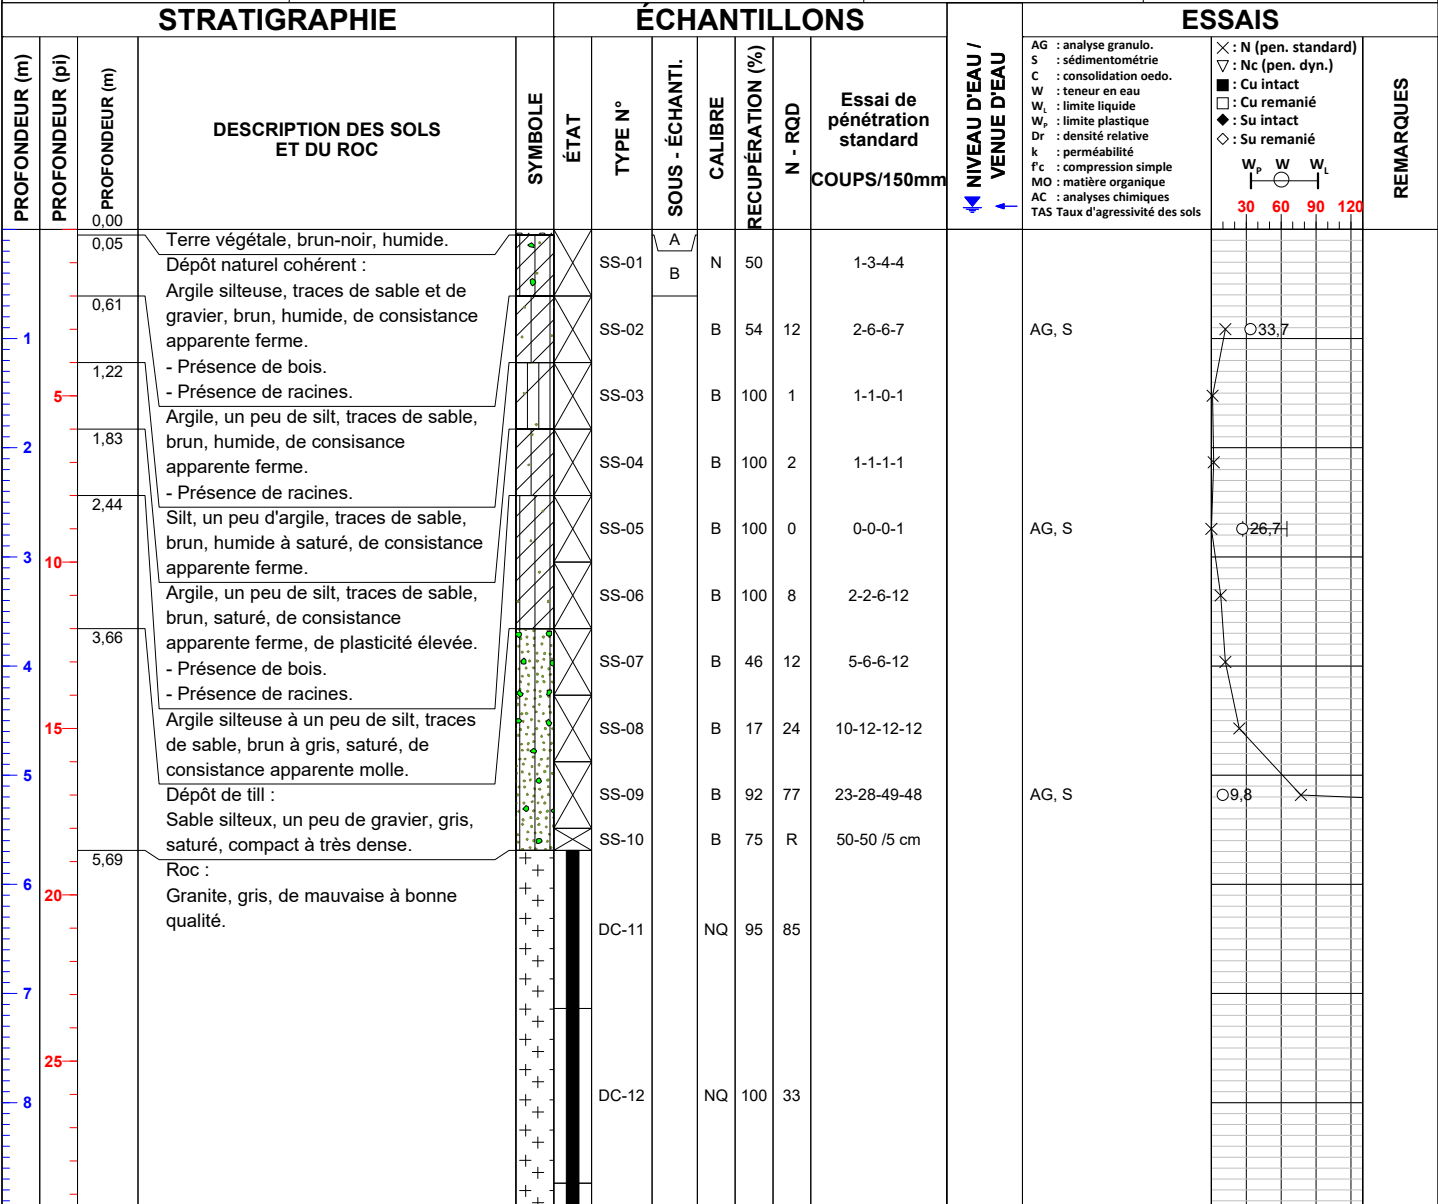 STRATIGRAPHIE
ÉCHANTILLONS
ESSAIS
PROFONDEUR (m)
PROFONDEUR (pi)
PROFONDEUR (m)
0,00
DESCRIPTION DES SOLS
ET DU ROC
SYMBOLE
ÉTAT
TYPE N°
SOUS - ÉCHANTI.
CALIBRE
RECUPÉRATION (%)
N - RQD
Essai de
pénétration
standard
COUPS/150mm
NIVEAU D'EAU /
VENUE D'EAU
AG : analyse granulo.
S : sédimentométrie
C : consolidation oedo.
W : teneur en eau
WL : limite liquide
WP : limite plastique
Dr : densité relative
k : perméabilité
f'c : compression simple
MO : matière organique
AC : analyses chimiques
TAS Taux d'agressivité des sols
: N (pen. standard)
: Nc (pen. dyn.)
: Cu intact
: Cu remanié
: Su intact
: Su remanié
WP W WL
30 60 90 120
REMARQUES
0,05 Terre végétale, brun-noir, humide.
Dépôt naturel cohérent :
Argile silteuse, traces de sable et de
gravier, brun, humide, de consistance
apparente ferme.
- Présence de bois.
- Présence de racines.
0,61
Argile, un peu de silt, traces de sable,
brun, humide, de consisance
apparente ferme.
- Présence de racines.
1,22
Silt, un peu d'argile, traces de sable,
brun, humide à saturé, de consistance
apparente ferme.
1,83
Argile, un peu de silt, traces de sable,
brun, saturé, de consistance
apparente ferme, de plasticité élevée.
- Présence de bois.
- Présence de racines.
2,44
Argile silteuse à un peu de silt, traces
de sable, brun à gris, saturé, de
consistance apparente molle.
3,66
Dépôt de till :
Sable silteux, un peu de gravier, gris,
saturé, compact à très dense.
5,69
Roc :
Granite, gris, de mauvaise à bonne
qualité.
1
2
3
4
5
6
7
8
5
10
15
20
25
A
B
SS-01 N 50 1-3-4-4
SS-02 B 54 12 2-6-6-7 AG, S 33,7
SS-03 B 100 1 1-1-0-1
SS-04 B 100 2 1-1-1-1
SS-05 B 100 0 0-0-0-1 AG, S 26,7
SS-06 B 100 8 2-2-6-12
SS-07 B 46 12 5-6-6-12
SS-08 B 17 24 10-12-12-12
SS-09 B 92 77 23-28-49-48 AG, S 9,8
SS-10 B 75 R 50-50 /5 cm
DC-11 NQ 95 85
DC-12 NQ 100 33